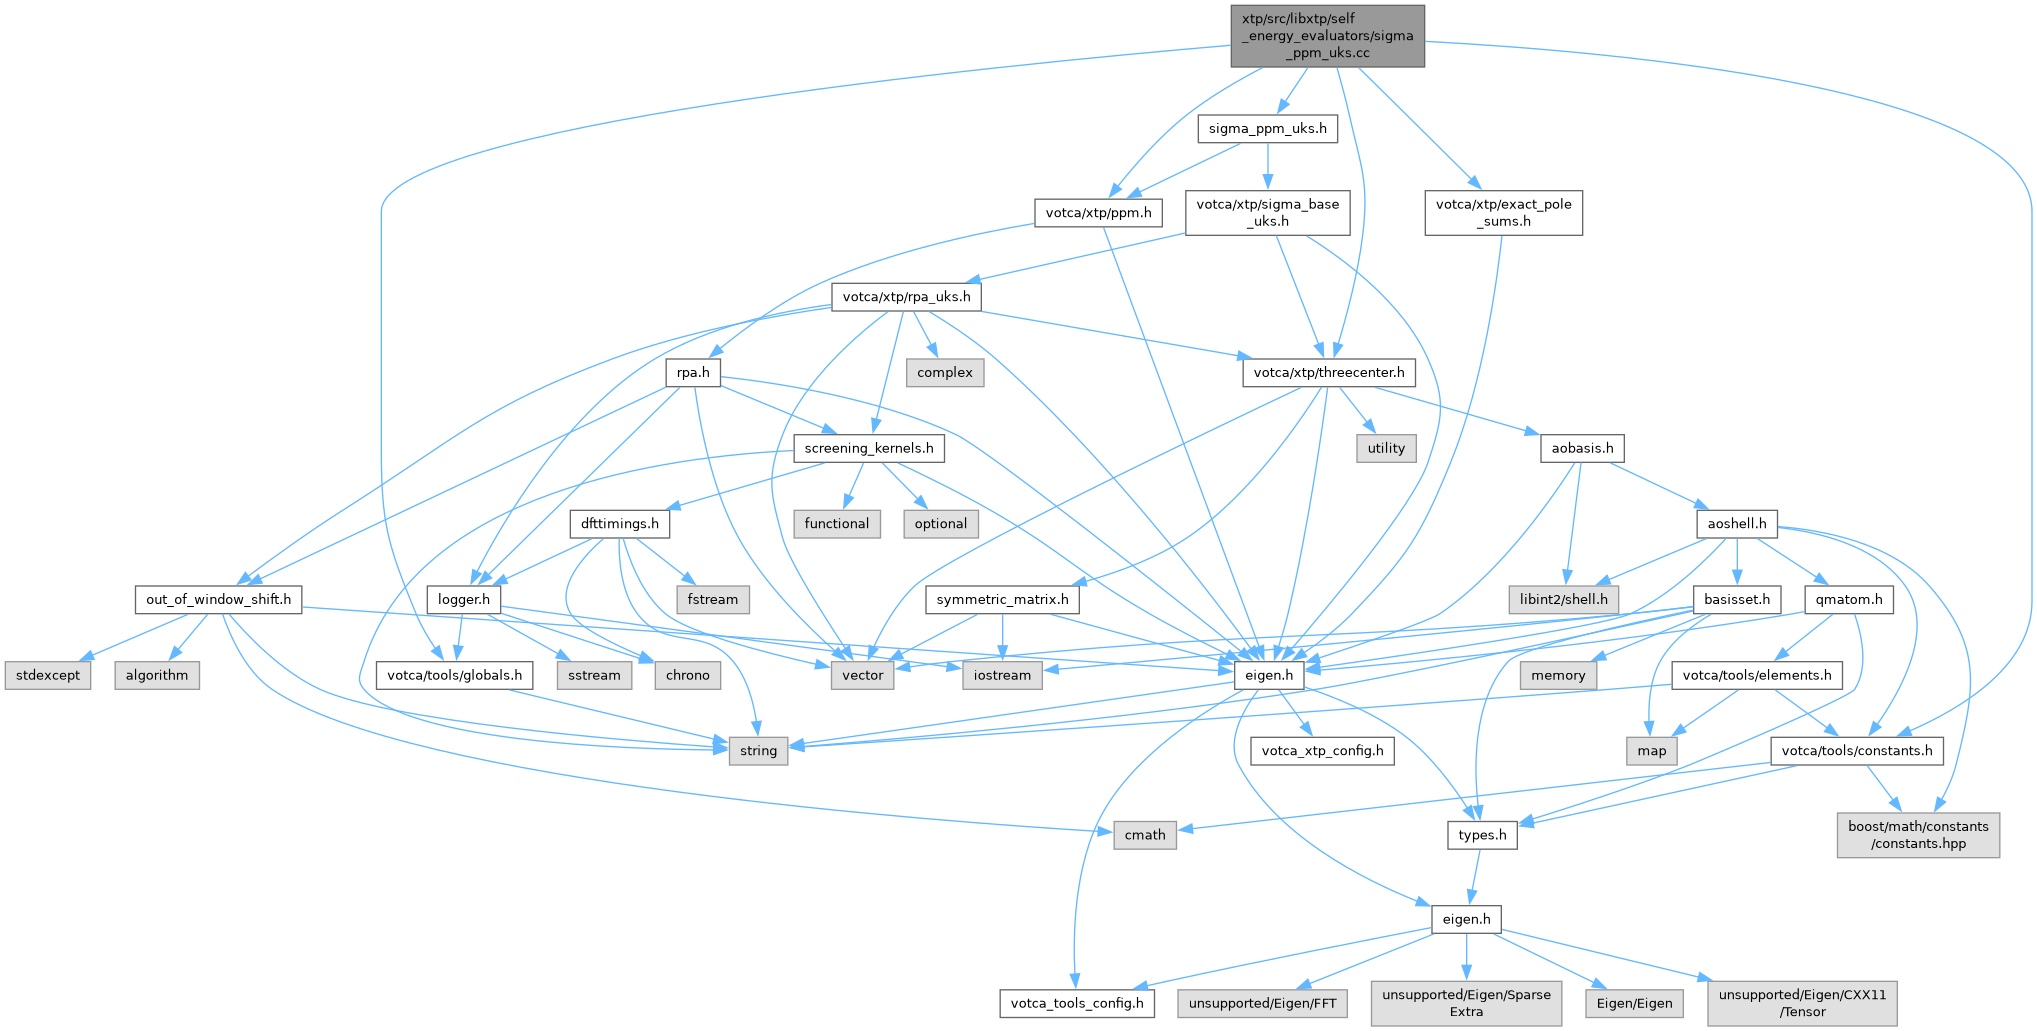 xtp/src/libxtp/self
_energy_evaluators/sigma
_ppm_uks.cc
sigma_ppm_uks.h
votca/xtp/ppm.h
votca/xtp/sigma_base
_uks.h
votca/xtp/exact_pole
_sums.h
votca/xtp/rpa_uks.h
rpa.h
complex
votca/xtp/threecenter.h
screening_kernels.h
utility
aobasis.h
dfttimings.h
functional
optional
aoshell.h
out_of_window_shift.h
logger.h
fstream
symmetric_matrix.h
libint2/shell.h
basisset.h
qmatom.h
stdexcept
algorithm
votca/tools/globals.h
sstream
chrono
vector
iostream
eigen.h
memory
votca/tools/elements.h
string
votca_xtp_config.h
map
votca/tools/constants.h
cmath
types.h
boost/math/constants
/constants.hpp
eigen.h
votca_tools_config.h
unsupported/Eigen/FFT
unsupported/Eigen/Sparse
Extra
Eigen/Eigen
unsupported/Eigen/CXX11
/Tensor